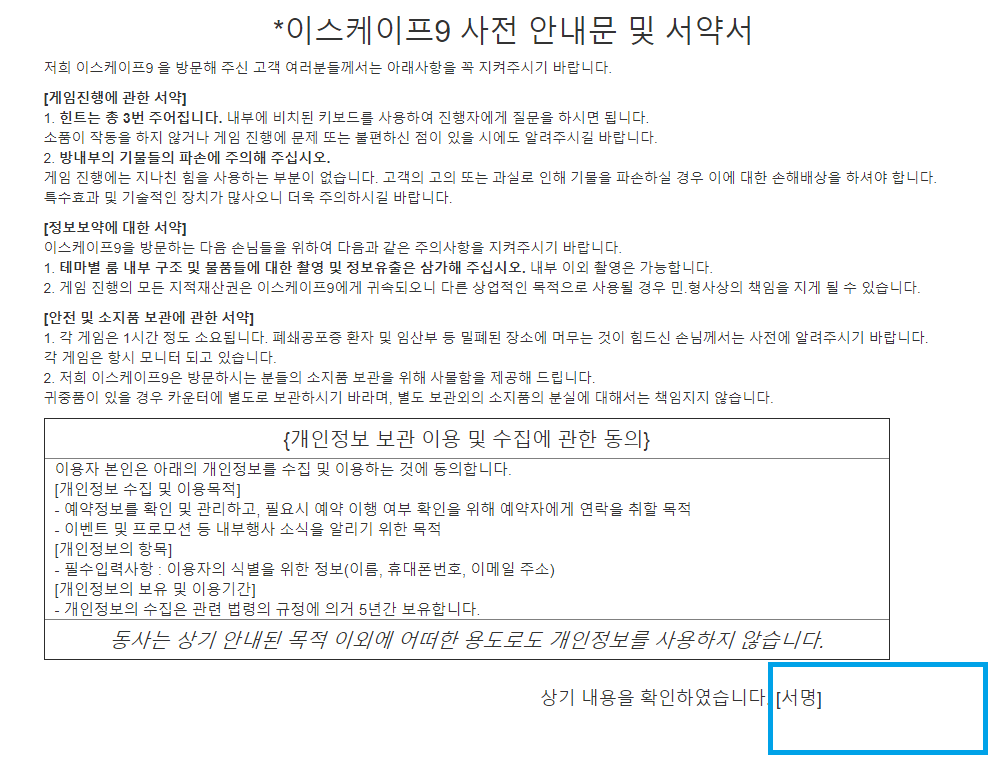 *이스케이프9 사전 안내문 및 서약서
저희 이스케이프9 을 방문해 주신 고객 여러분들께서는 아래사항을 꼭 지켜주시기 바랍니다.
[게임진행에 관한 서약]
1. 힌트는 총 3번 주어집니다. 내부에 비치된 키보드를 사용하여 진행자에게 질문을 하시면 됩니다.
소품이 작동을 하지 않거나 게임 진행에 문제 또는 불편하신 점이 있을 시에도 알려주시길 바랍니다.
2. 방내부의 기물들의 파손에 주의해 주십시오.
게임 진행에는 지나친 힘을 사용하는 부분이 없습니다. 고객의 고의 또는 과실로 인해 기물을 파손하실 경우 이에 대한 손해배상을 하셔야 합니다.
특수효과 및 기술적인 장치가 많사오니 더욱 주의하시길 바랍니다.
[정보보약에 대한 서약]
이스케이프9을 방문하는 다음 손님들을 위하여 다음과 같은 주의사항을 지켜주시기 바랍니다.
1. 테마별 룸 내부 구조 및 물품들에 대한 촬영 및 정보유출은 삼가해 주십시오. 내부 이외 촬영은 가능합니다.
2. 게임 진행의 모든 지적재산권은 이스케이프9에게 귀속되오니 다른 상업적인 목적으로 사용될 경우 민.형사상의 책임을 지게 될 수 있습니다.
[안전 및 소지품 보관에 관한 서약]
1. 각 게임은 1시간 정도 소요됩니다. 폐쇄공포증 환자 및 임산부 등 밀폐된 장소에 머무는 것이 힘드신 손님께서는 사전에 알려주시기 바랍니다.
각 게임은 항시 모니터 되고 있습니다.
2. 저희 이스케이프9은 방문하시는 분들의 소지품 보관을 위해 사물함을 제공해 드립니다.
귀중품이 있을 경우 카운터에 별도로 보관하시기 바라며, 별도 보관외의 소지품의 분실에 대해서는 책임지지 않습니다.
{개인정보 보관 이용 및 수집에 관한 동의}
이용자 본인은 아래의 개인정보를 수집 및 이용하는 것에 동의합니다.
[개인정보 수집 및 이용목적]
- 예약정보를 확인 및 관리하고, 필요시 예약 이행 여부 확인을 위해 예약자에게 연락을 취할 목적
- 이벤트 및 프로모션 등 내부행사 소식을 알리기 위한 목적
[개인정보의 항목]
- 필수입력사항 : 이용자의 식별을 위한 정보(이름, 휴대폰번호, 이메일 주소)
[개인정보의 보유 및 이용기간]
- 개인정보의 수집은 관련 법령의 규정에 의거 5년간 보유합니다.
동사는 상기 안내된 목적 이외에 어떠한 용도로도 개인정보를 사용하지 않습니다.
상기 내용을 확인하였습니다. [서명]